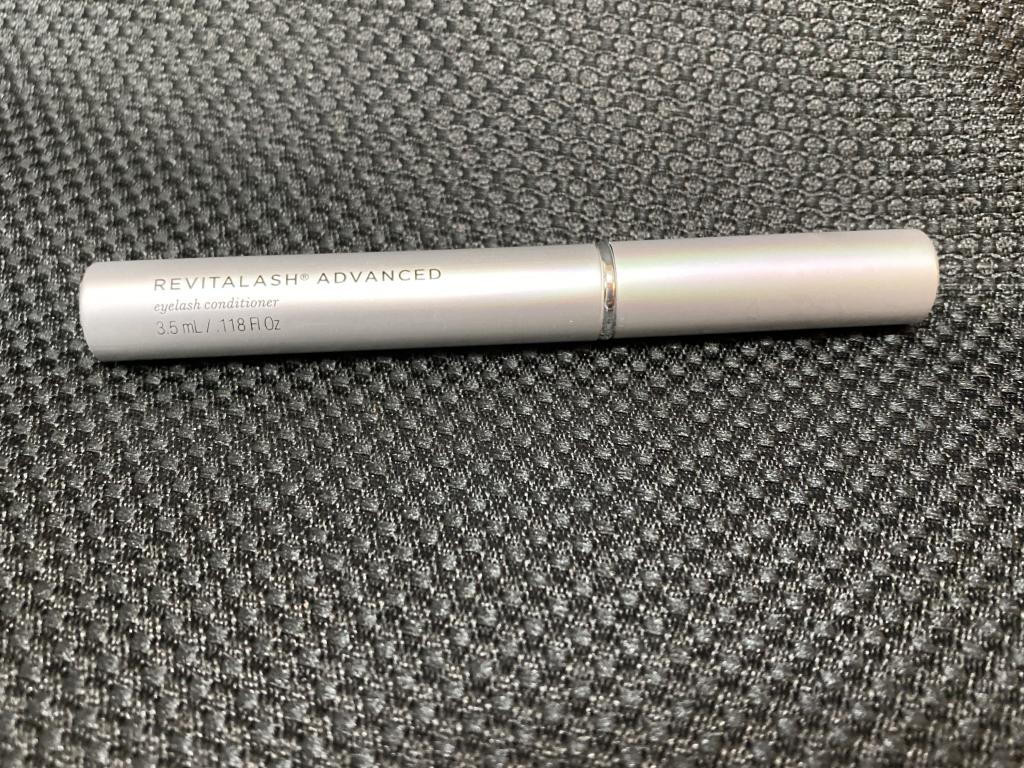 REVITALASH® ADVANCED
eyelash conditioner
3.5 mL / .118 Fl Oz